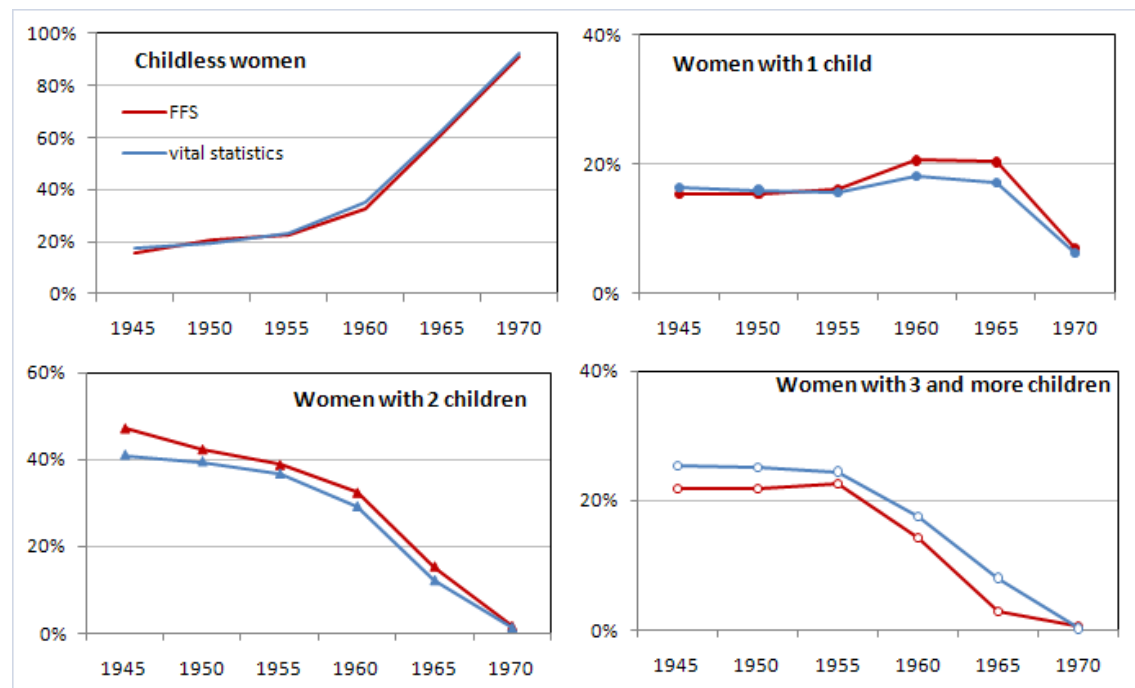 Childless women
FFS
vital statistics
100%
80%
60%
40%
20%
0%
1945 1950 1955 1960 1965 1970
Women with 1 child
40%
20%
0%
1945 1950 1955 1960 1965 1970
Women with 2 children
60%
40%
20%
0%
1945 1950 1955 1960 1965 1970
Women with 3 and more children
40%
20%
0%
1945 1950 1955 1960 1965 1970